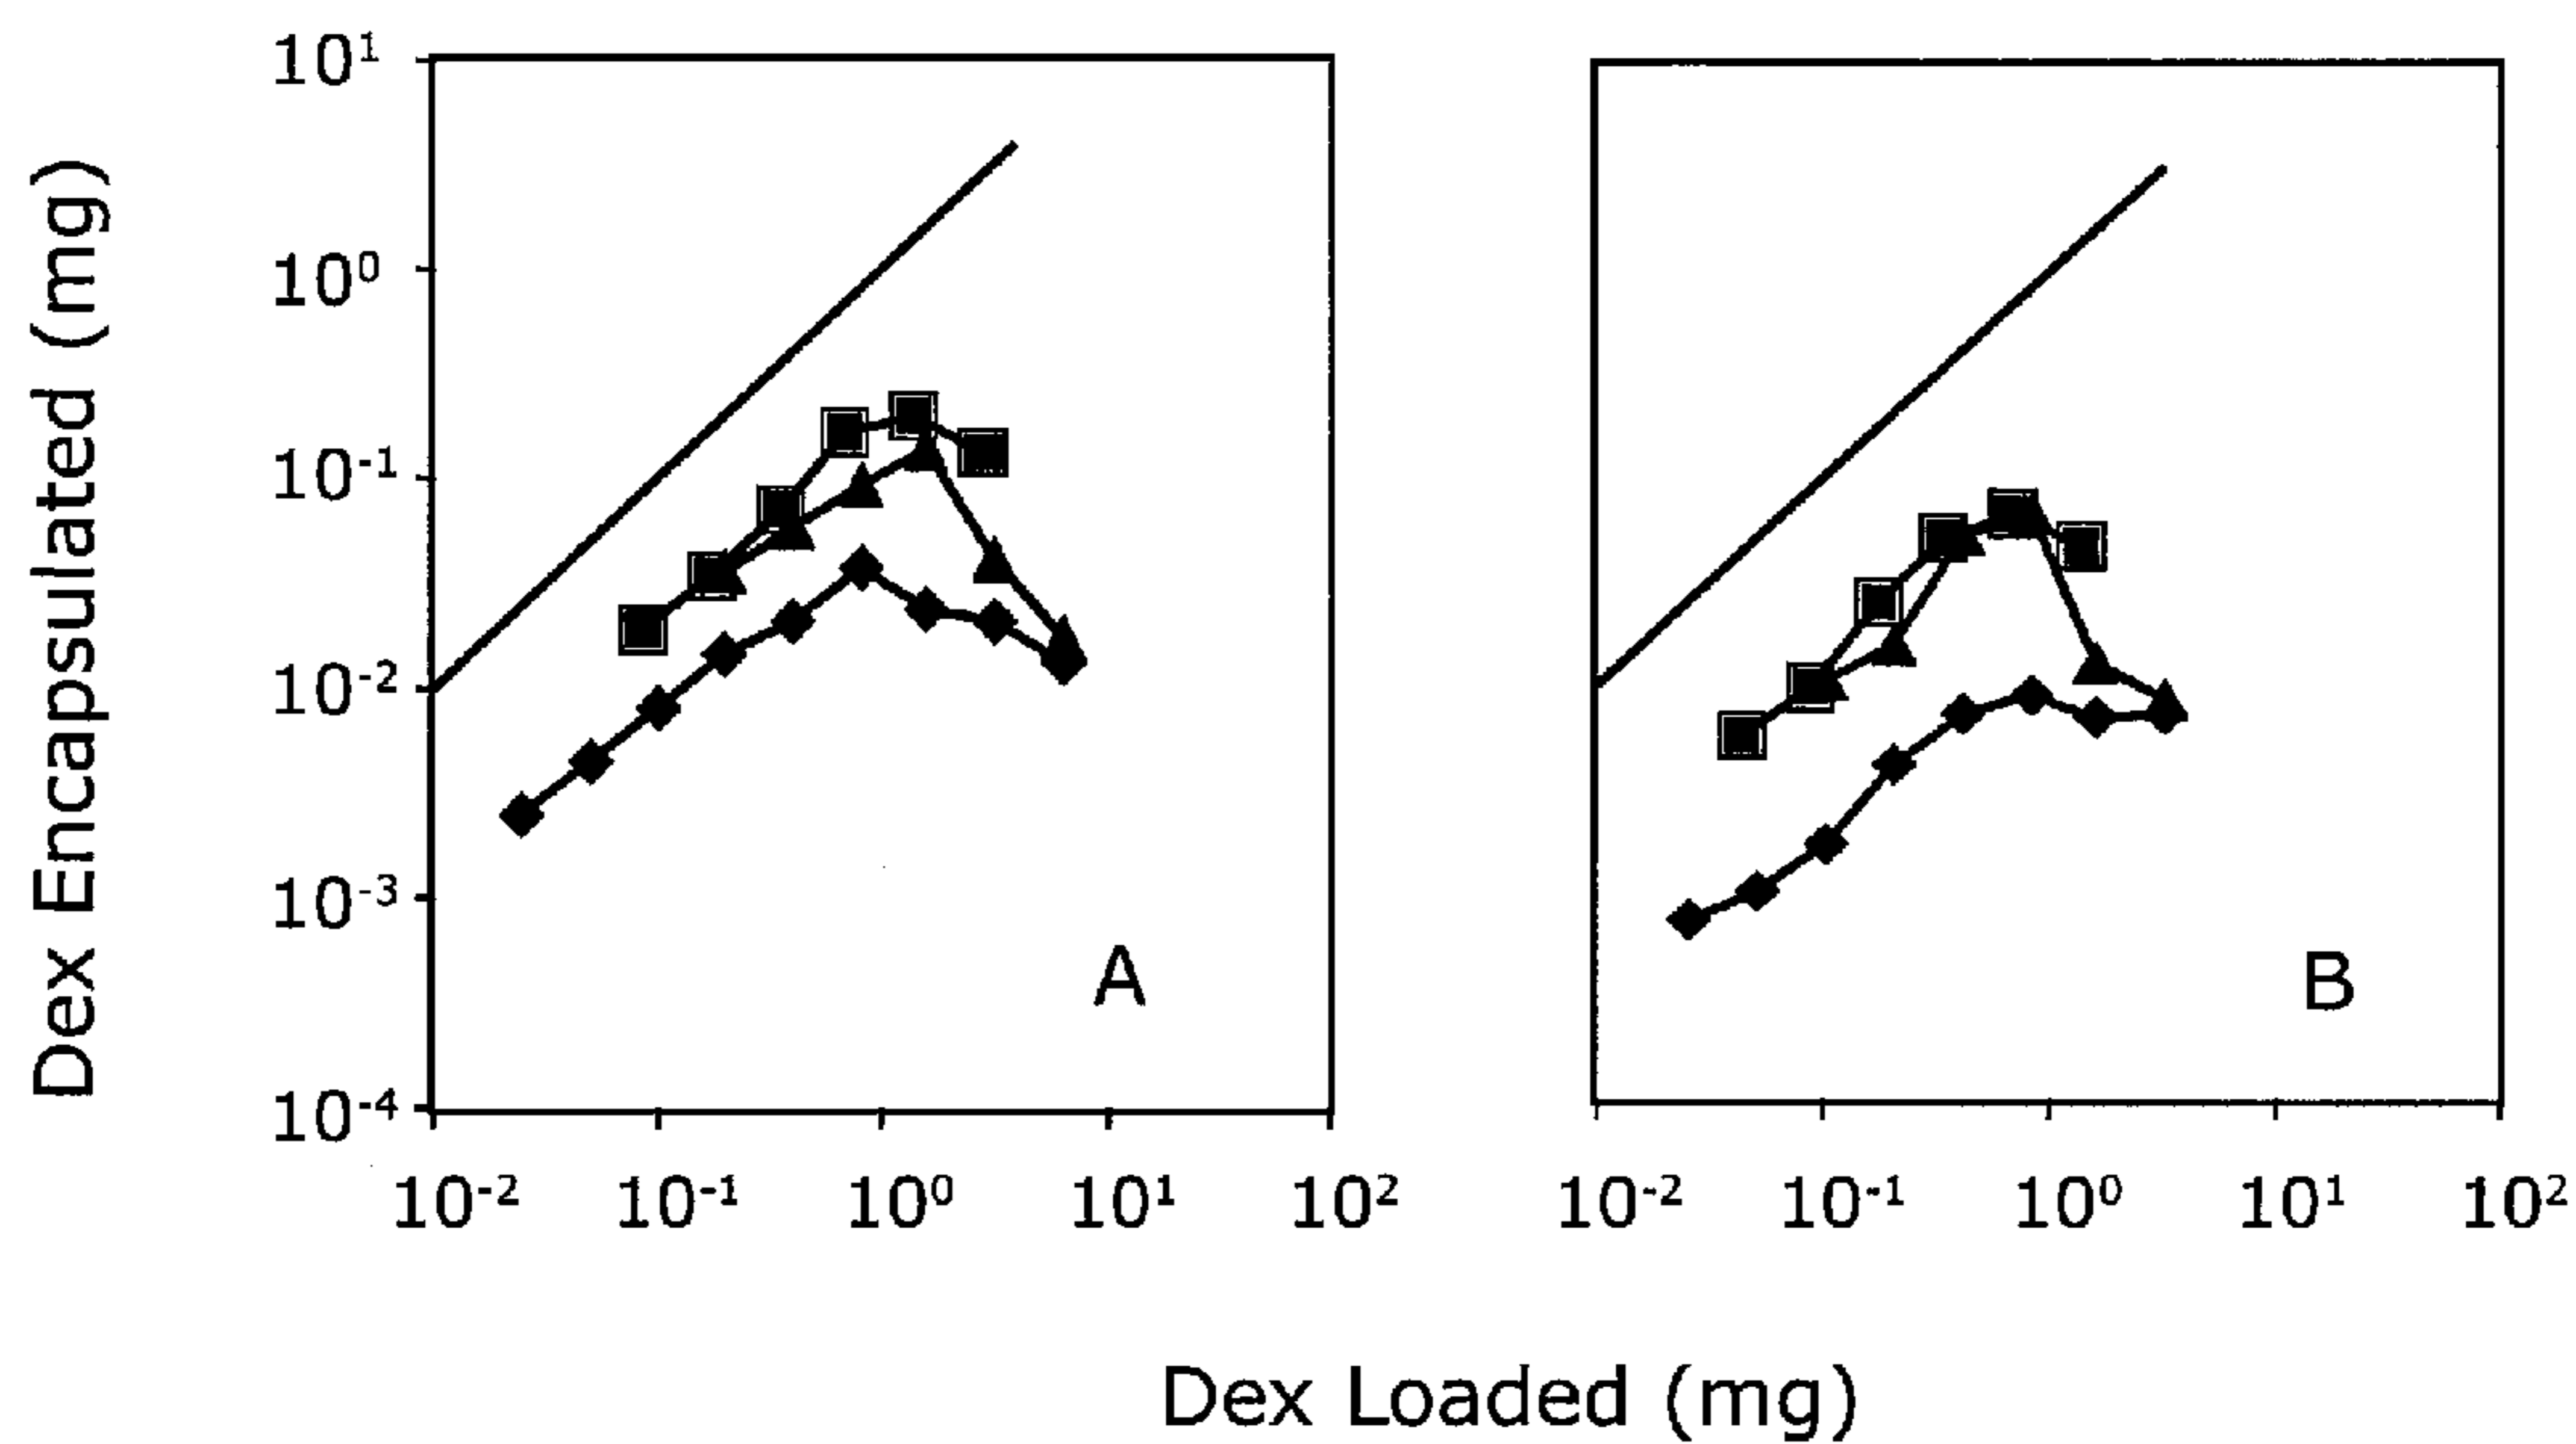 Dex Encapsulated (mg)
10¹
10⁰
10⁻¹
10⁻²
10⁻³
10⁻⁴
A
B
10⁻² 10⁻¹ 10⁰ 10¹ 10² 10⁻² 10⁻¹ 10⁰ 10¹ 10²
Dex Loaded (mg)